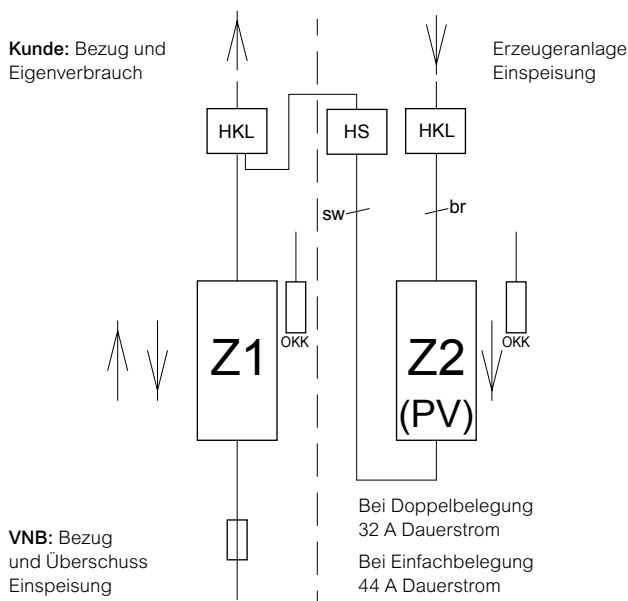 Kunde: Bezug und
Eigenverbrauch
Erzeugeranlage
Einspeisung
HKL
HS
HKL
sw
br
Z1
OKK
Z2
(PV)
OKK
VNB: Bezug
und Überschuss
Einspeisung
Bei Doppelbelegung
32 A Dauerstrom
Bei Einfachbelegung
44 A Dauerstrom